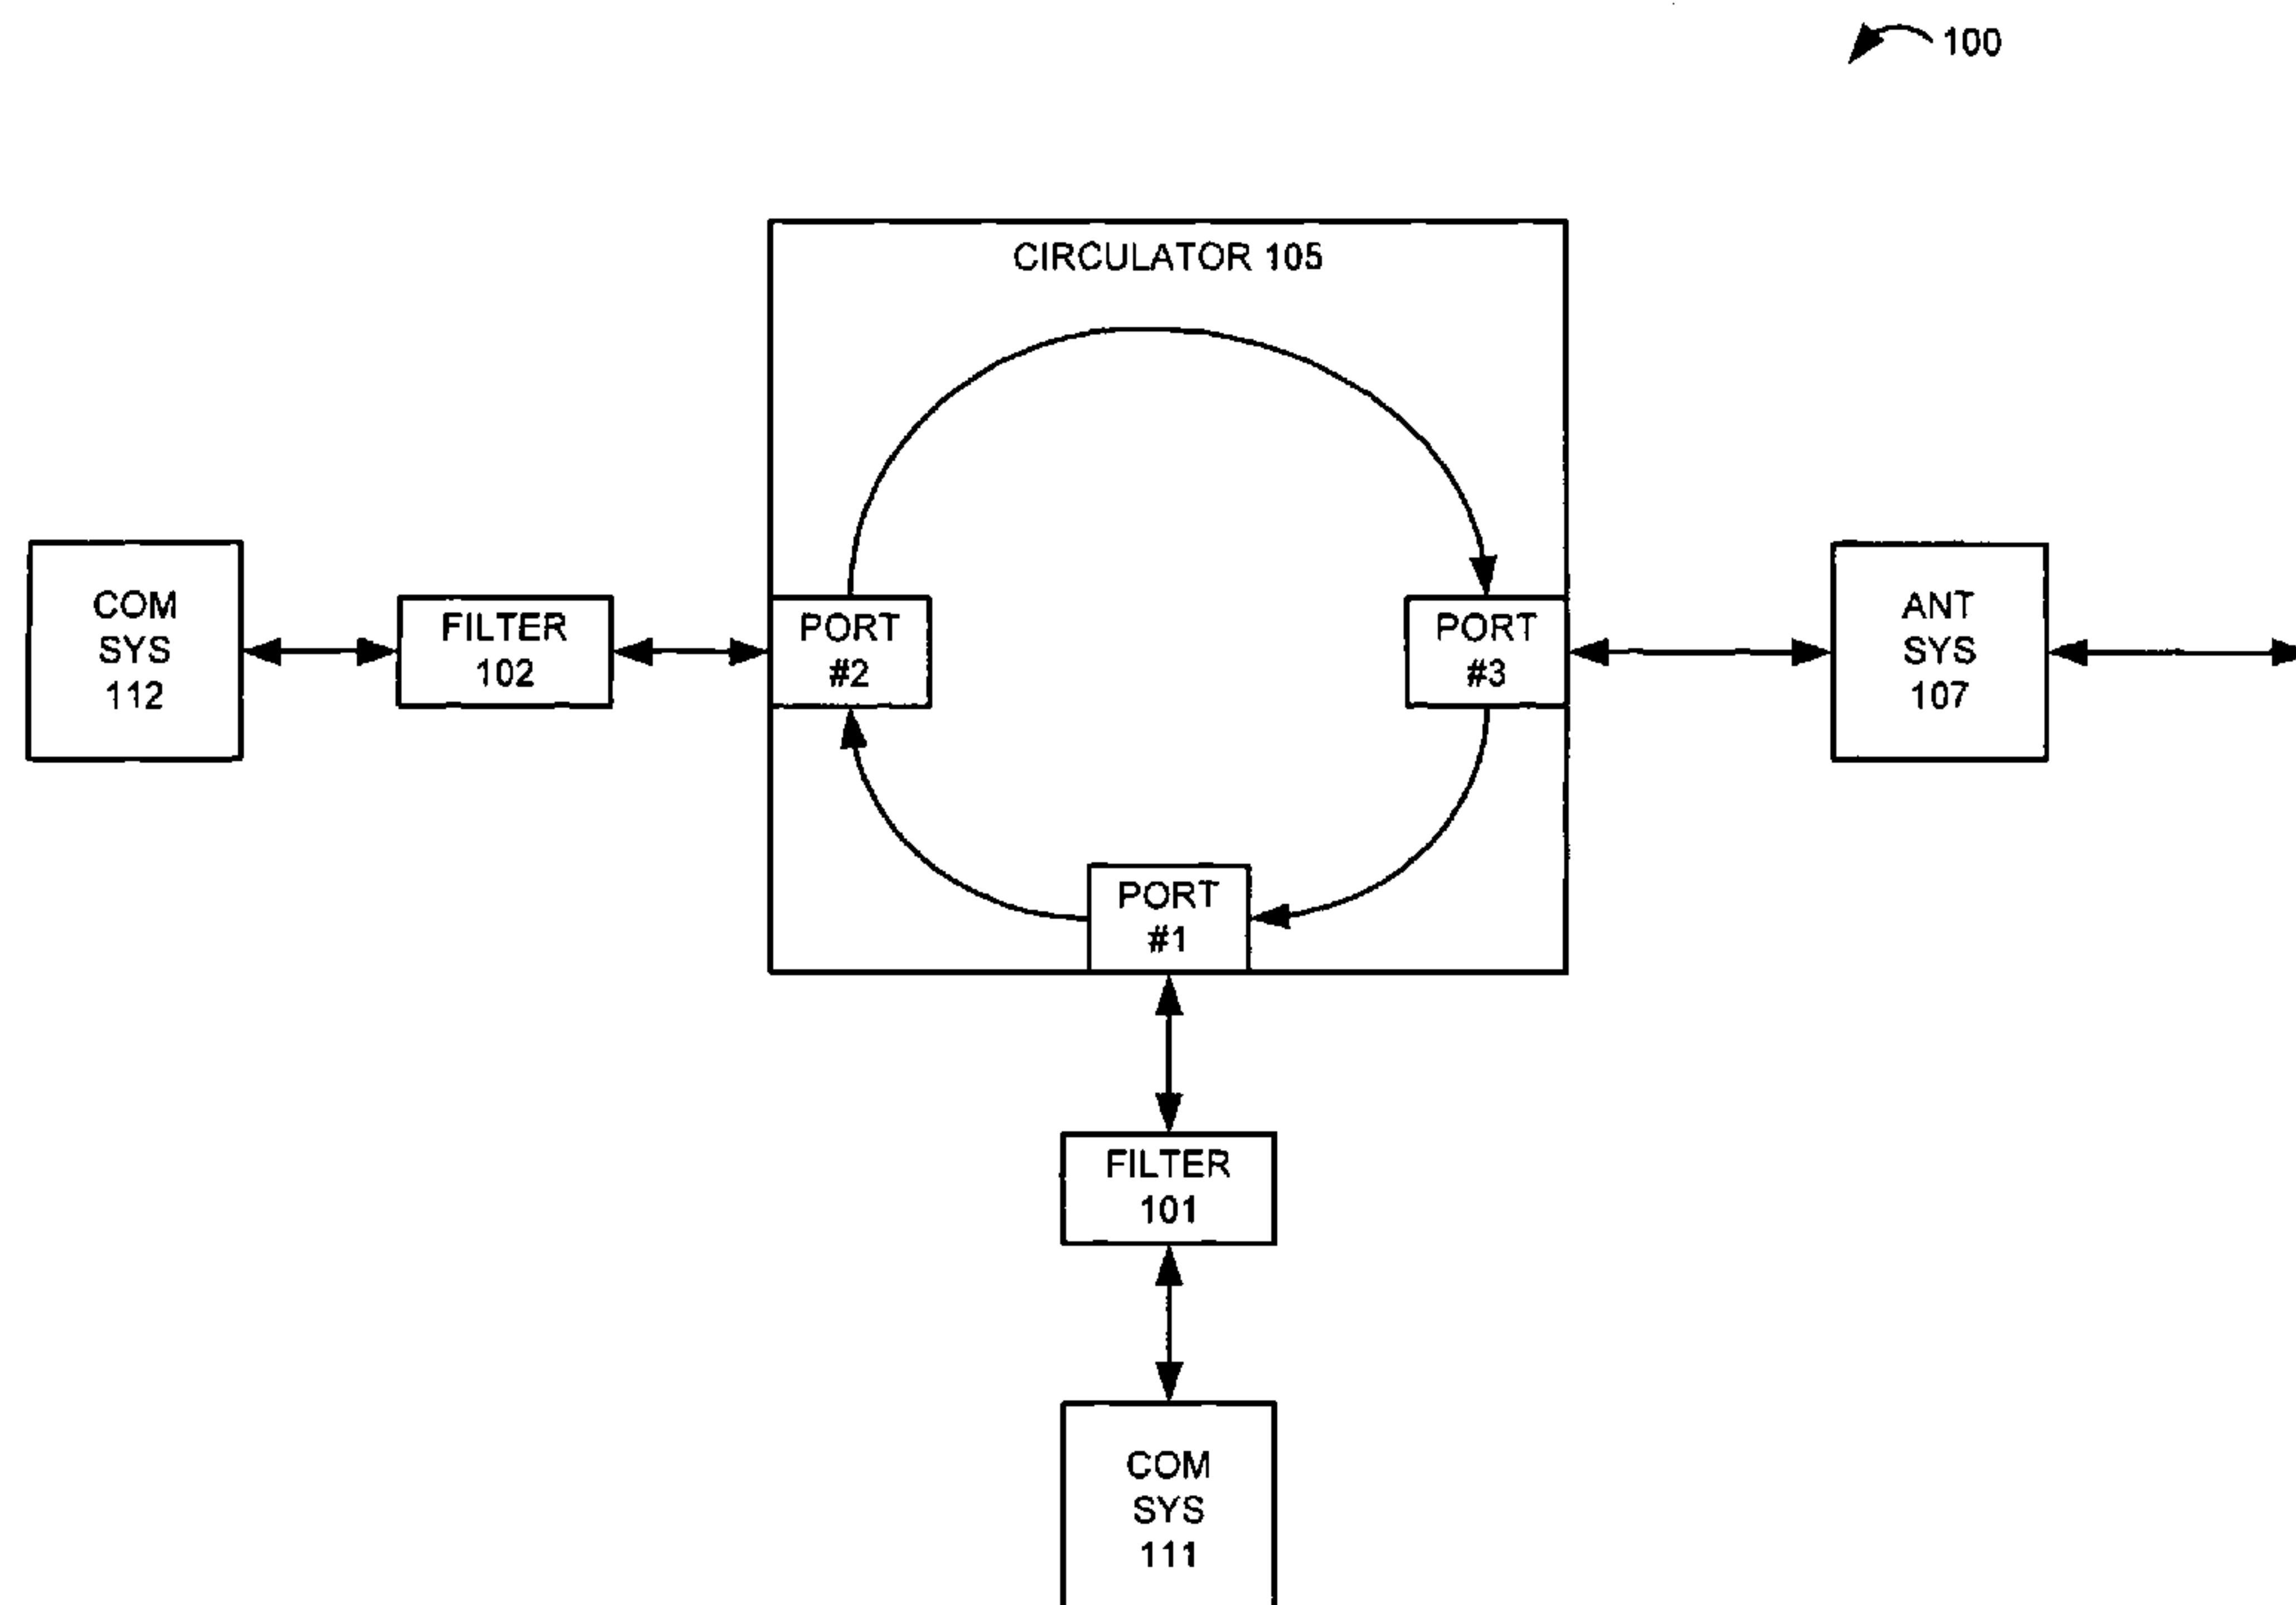 100
CIRCULATOR 105
COM
SYS
112
FILTER
102
PORT
#2
PORT
#3
ANT
SYS
107
PORT
#1
FILTER
101
COM
SYS
111